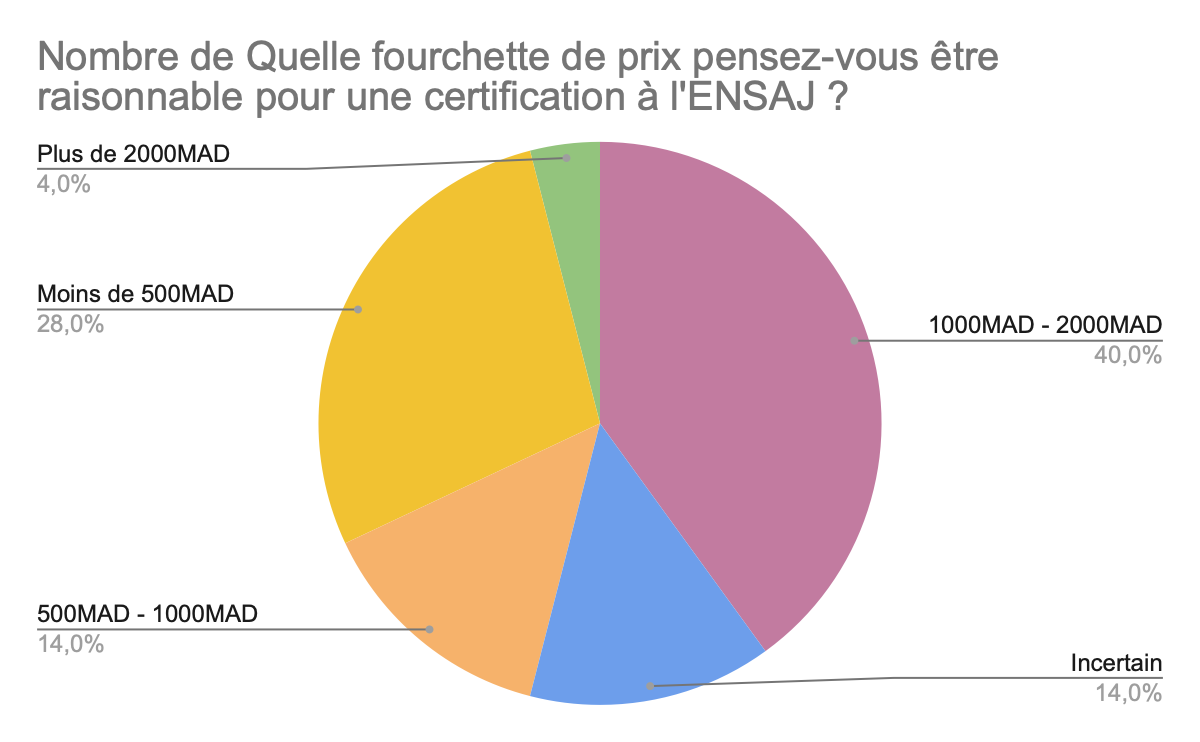 Nombre de Quelle fourchette de prix pensez-vous être
raisonnable pour une certification à l'ENSAJ ?
Plus de 2000MAD
4,0%
Moins de 500MAD
28,0%
1000MAD - 2000MAD
40,0%
500MAD - 1000MAD
14,0%
Incertain
14,0%